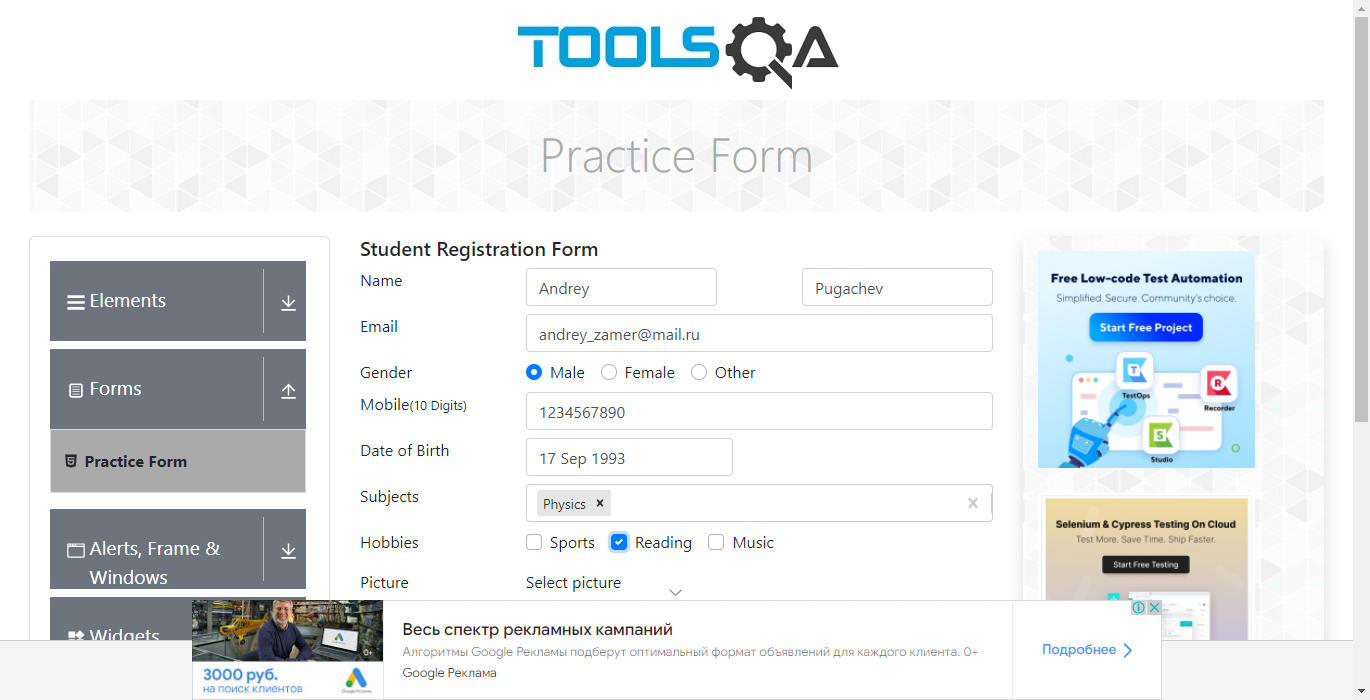 TOOLSQA
Practice Form
Elements
Forms
Practice Form
Alerts, Frame &
Windows
Widgets
Student Registration Form
Name
Andrey
Pugachev
Email
andrey_zamer@mail.ru
Gender
Male
Female
Other
Mobile(10 Digits)
1234567890
Date of Birth
17 Sep 1993
Subjects
Physics
Hobbies
Sports
Reading
Music
Picture
Select picture
Free Low-code Test Automation
Simplified. Secure. Community's choice.
Start Free Project
TestOps
Recorder
Studio
Selenium & Cypress Testing On Cloud
Test More. Save Time. Ship Faster.
Start Free Testing
0+
3000 руб.
на поиск клиентов
Google Реклама
Весь спектр рекламных кампаний
Алгоритмы Google Рекламы подберут оптимальный формат объявлений для каждого клиента. 0+
Google Реклама
Подробнее